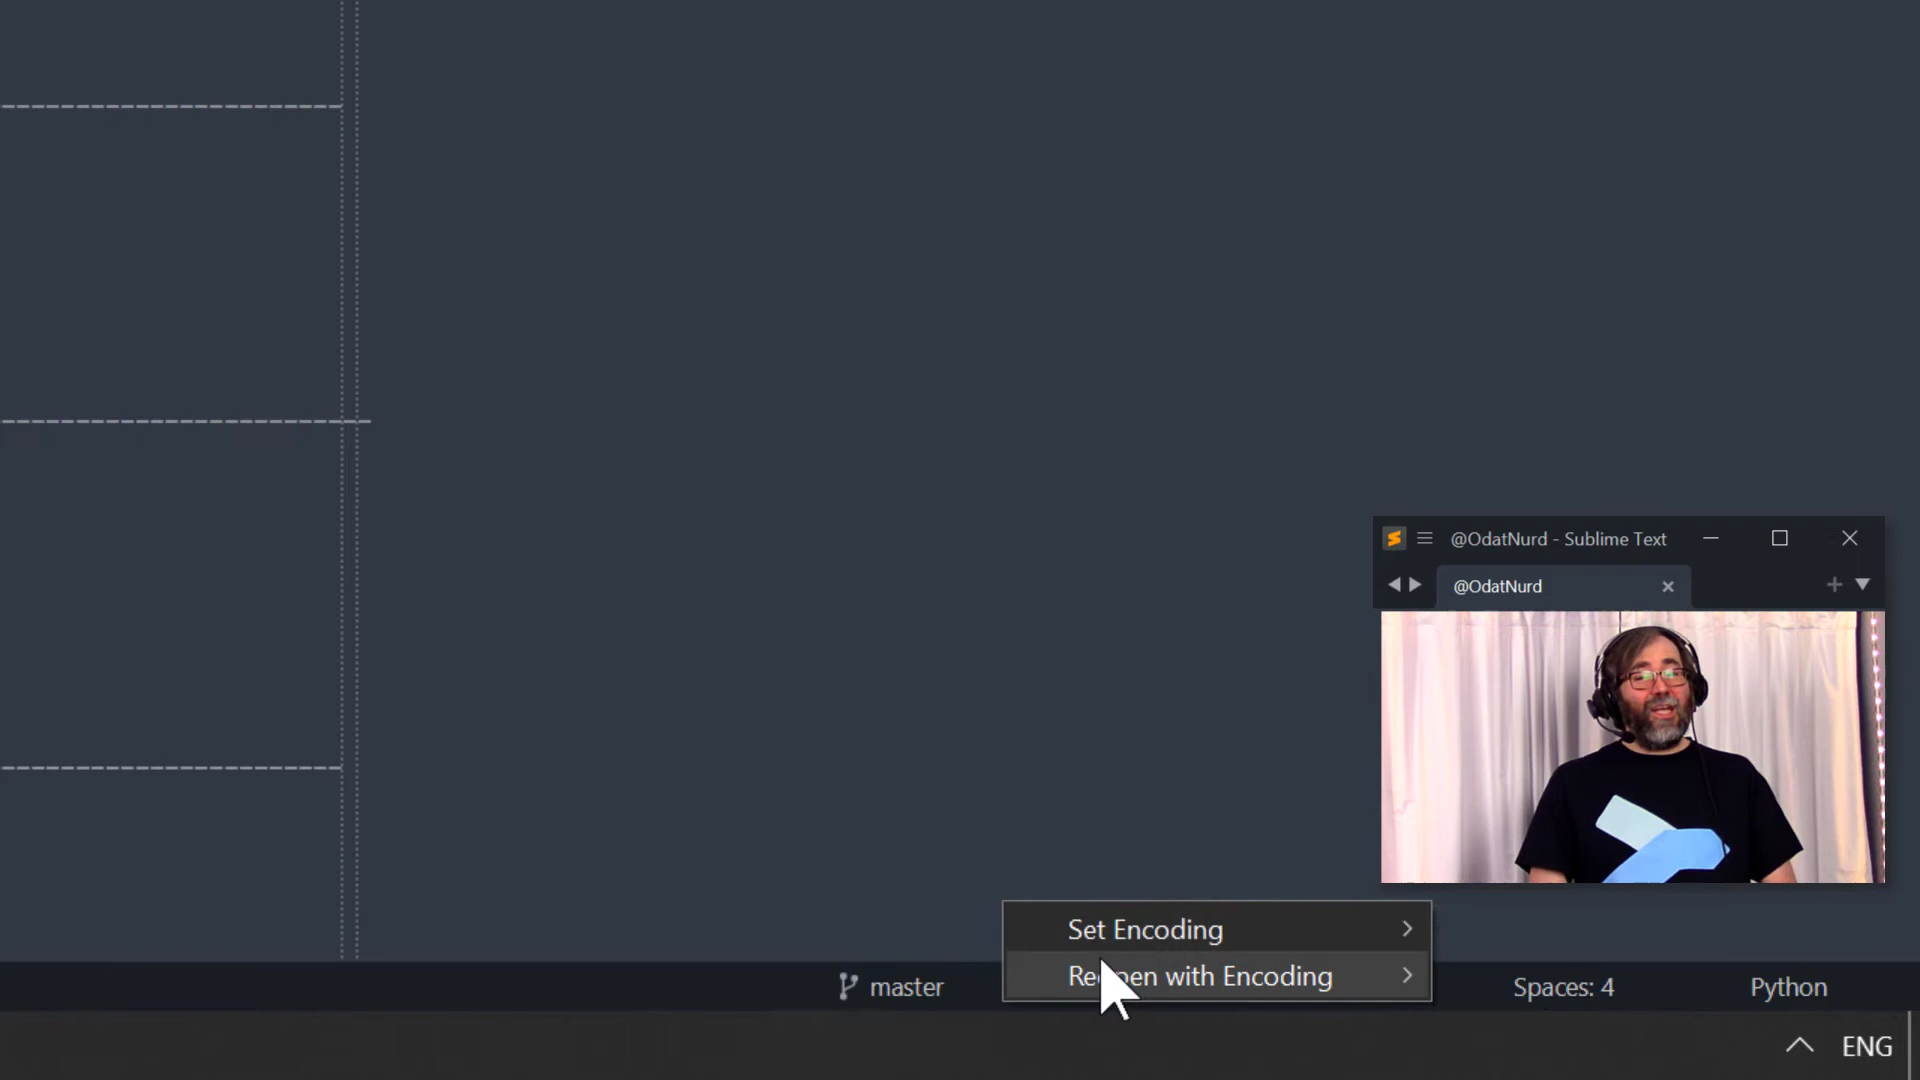 @OdatNurd - Sublime Text
@OdatNurd
Set Encoding
Reopen with Encoding
master
Spaces: 4
Python
ENG